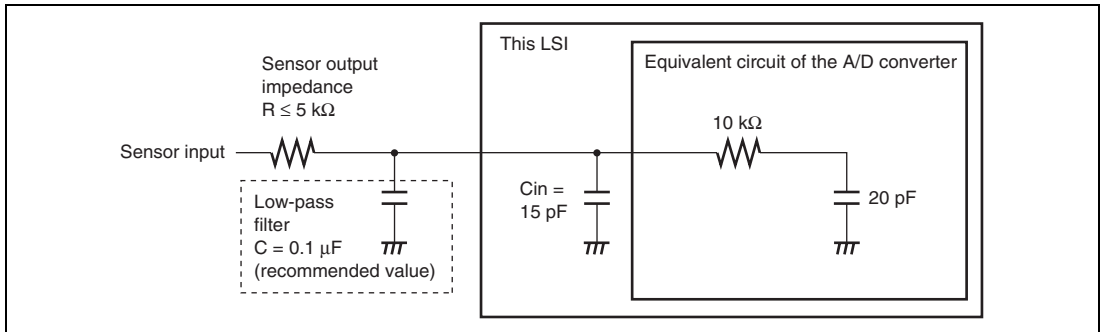 This LSI
Equivalent circuit of the A/D converter
Sensor output
impedance
R ≤ 5 kΩ
10 kΩ
Sensor input
Low-pass
filter
C = 0.1 μF
(recommended value)
Cin =
15 pF
20 pF